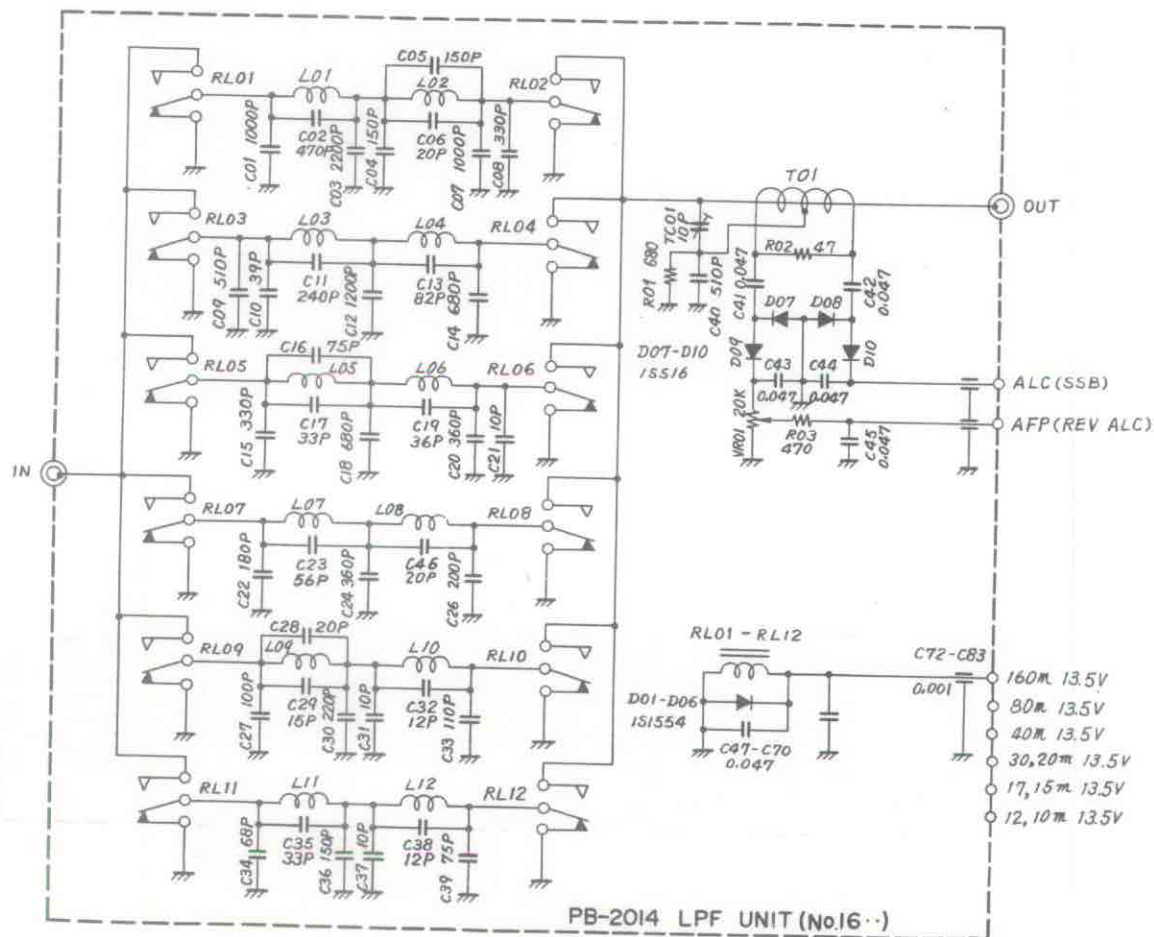 C05 150P
RL01
L01
L02
RL02
C02
470P
C06
20P
C01 1000P
C03 2200P
C04 150P
C07 1000P
C08 330P
RL03
L03
L04
RL04
C11
240P
C13
82P
C09 510P
C10 39P
C12 1200P
C14 680P
C16 75P
RL05
L05
L06
RL06
C17
33P
C19
36P
C15 330P
C18 680P
C20 360P
C21 10P
IN
RL07
L07
L08
RL08
C23
56P
C46
20P
C22 180P
C24 360P
C26 200P
C28 20P
RL09
L09
L10
RL10
C29
15P
C32
12P
C27 100P
C30 220P
C31 10P
C33 110P
RL11
L11
L12
RL12
C35
33P
C38
12P
C34 68P
C36 150P
C37 10P
C39 75P
T01
OUT
TC01
10P
R02 47
R01 680
C40 510P
C41 0.047
C42
0.047
D07 D08
D07-D10
1SS16
D09
D10
C43
0.047
C44
0.047
ALC(SSB)
VR01 20K
R03
470
C45
0.047
AFP(REV ALC)
RL01-RL12
D01-D06
1S1554
C47-C70
0.047
C72-C83
0.001
160m 13.5V
80m 13.5V
40m 13.5V
30,20m 13.5V
17,15m 13.5V
12,10m 13.5V
PB-2014 LPF UNIT (No.16··)